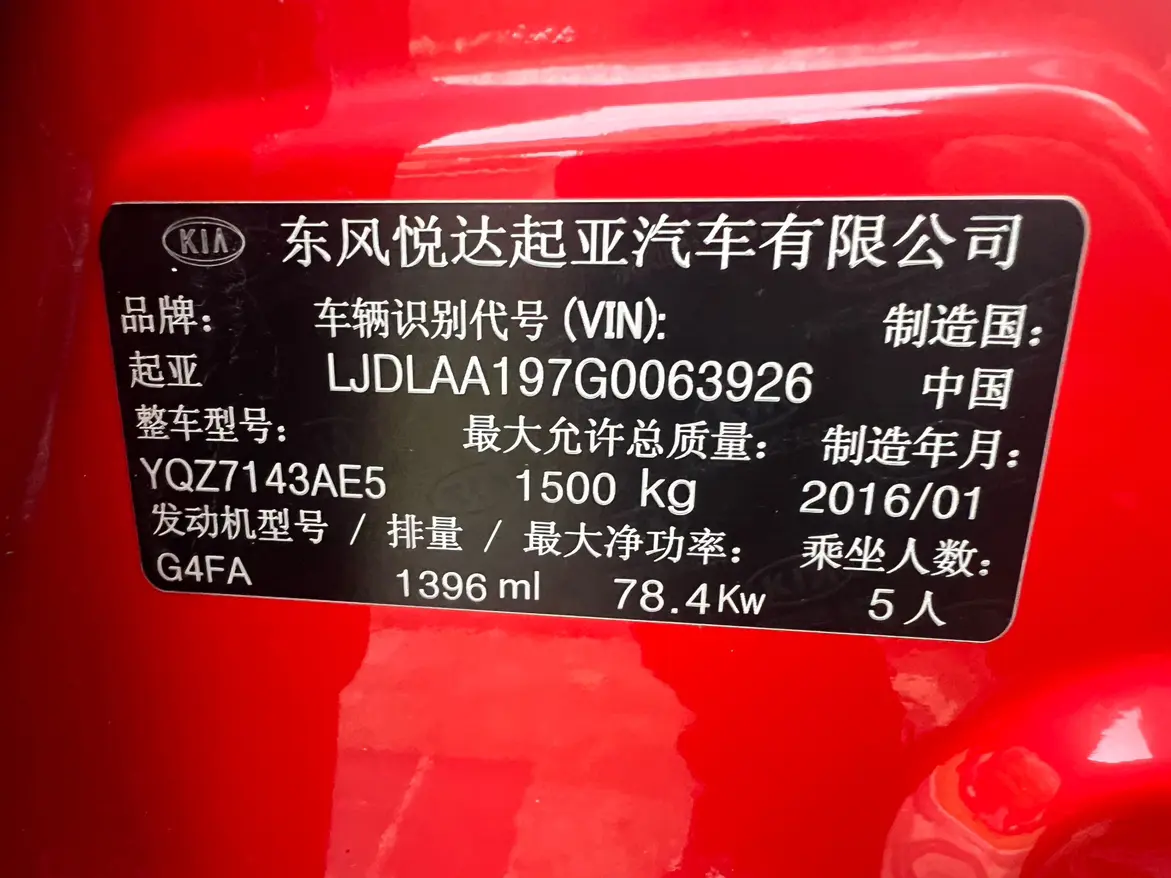 KIA 东风悦达起亚汽车有限公司
品牌: 车辆识别代号(VIN): 制造国:
起亚 LJDLAA197G0063926 中国
整车型号: 最大允许总质量: 制造年月:
YQZ7143AE5 1500 kg 2016/01
发动机型号 / 排量 / 最大净功率: 乘坐人数:
G4FA 1396 ml 78.4Kw 5人